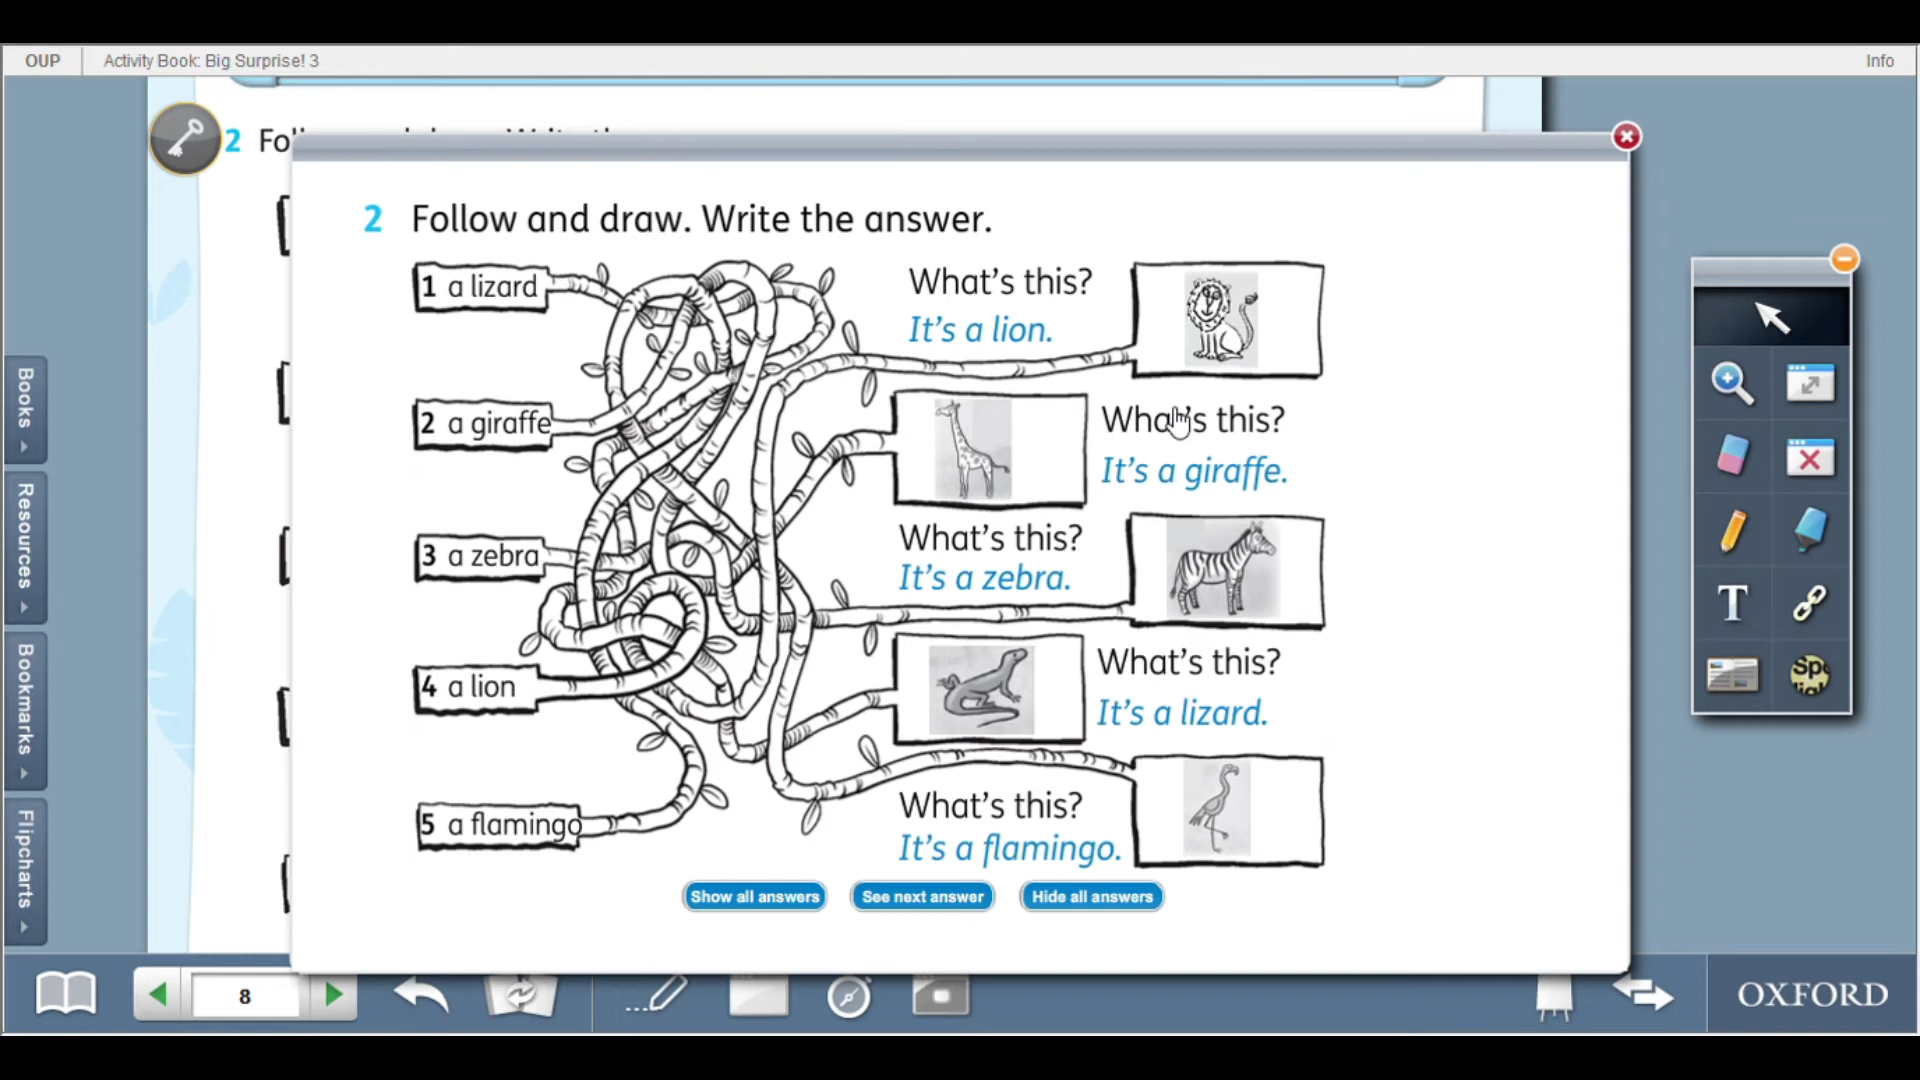 OUP
Activity Book: Big Surprise! 3
Info
2 Fo
2 Follow and draw. Write the answer.
1 a lizard
What's this?
It's a lion.
2 a giraffe
What's this?
It's a giraffe.
3 a zebra
What's this?
It's a zebra.
4 a lion
What's this?
It's a lizard.
5 a flamingo
What's this?
It's a flamingo.
Show all answers
See next answer
Hide all answers
Books
Resources
Bookmarks
Flipcharts
T
8
OXFORD